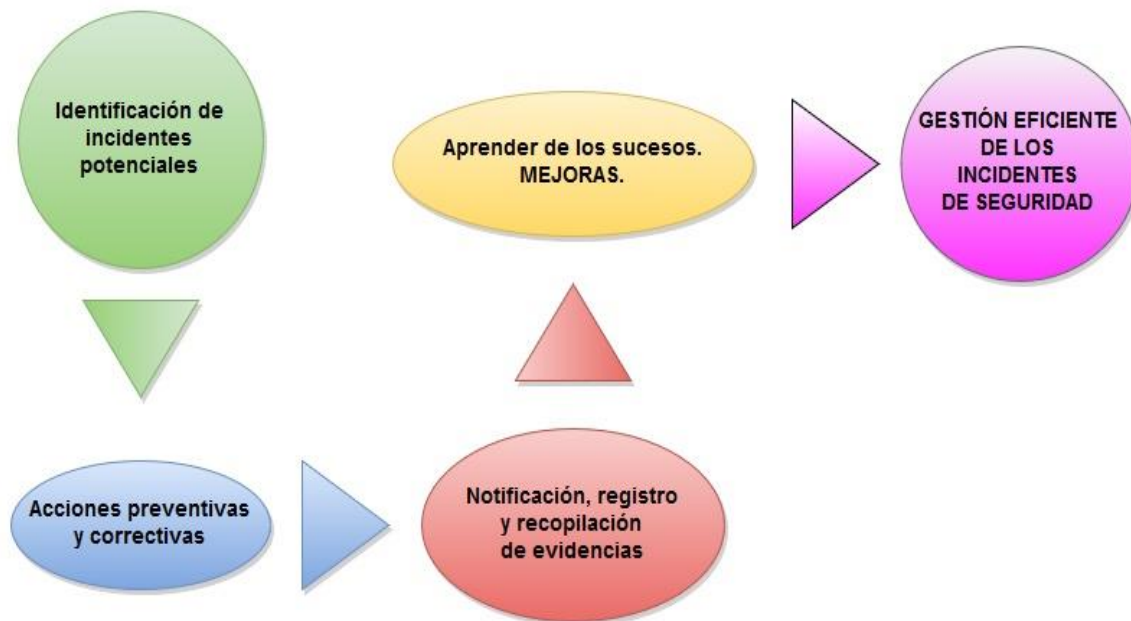 Identificación de
incidentes
potenciales
Acciones preventivas
y correctivas
Notificación, registro
y recopilación
de evidencias
Aprender de los sucesos.
MEJORAS.
GESTIÓN EFICIENTE
DE LOS
INCIDENTES
DE SEGURIDAD